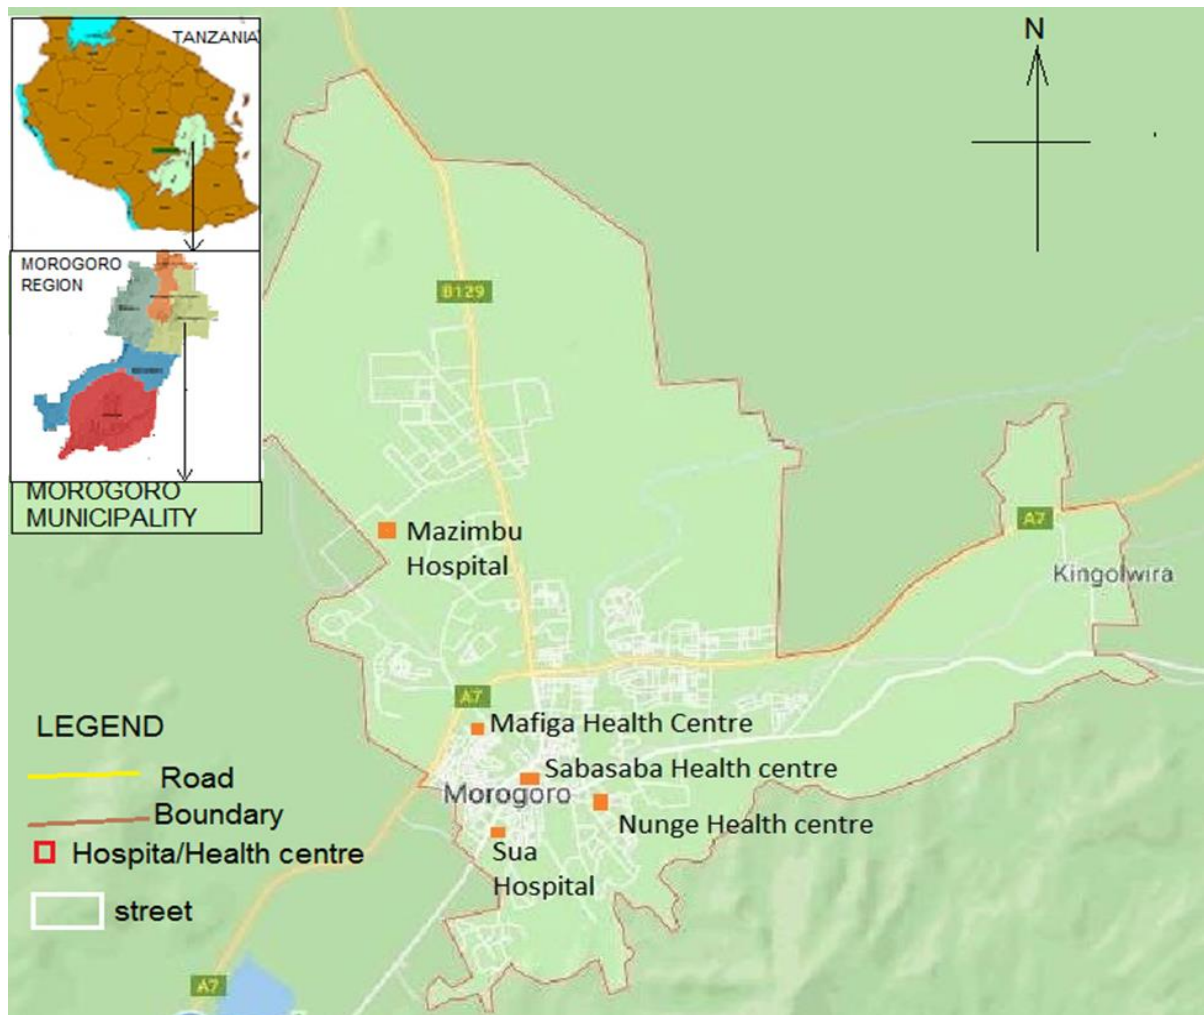 TANZANIA
N
MOROGORO
REGION
B129
MOROGORO
MUNICIPALITY
A7
Mazimbu
Hospital
Kingolwira
A7
Mafiga Health Centre
LEGEND
Sabasaba Health centre
Road
Morogoro
Boundary
Nunge Health centre
Hospita/Health centre
Sua
Hospital
street
A7